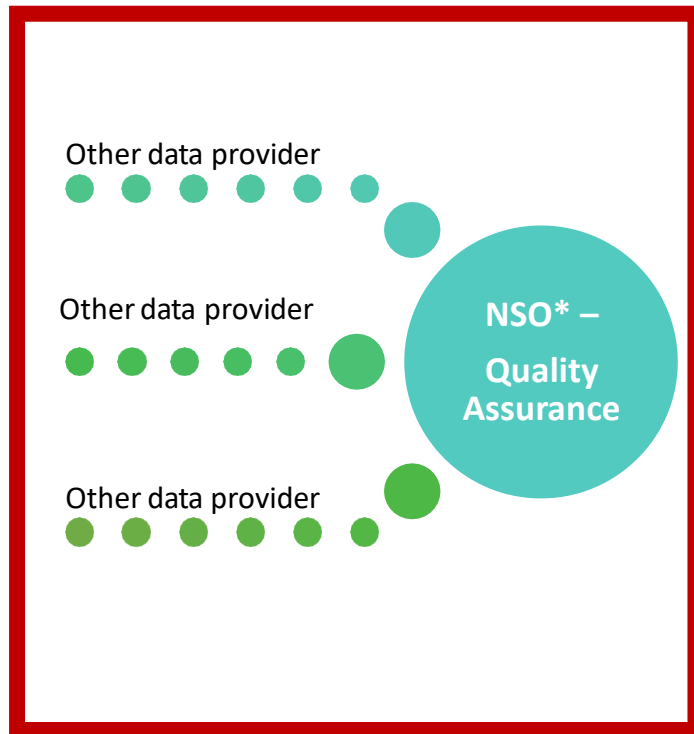 Other data provider
Other data provider
NSO* –
Quality
Assurance
Other data provider